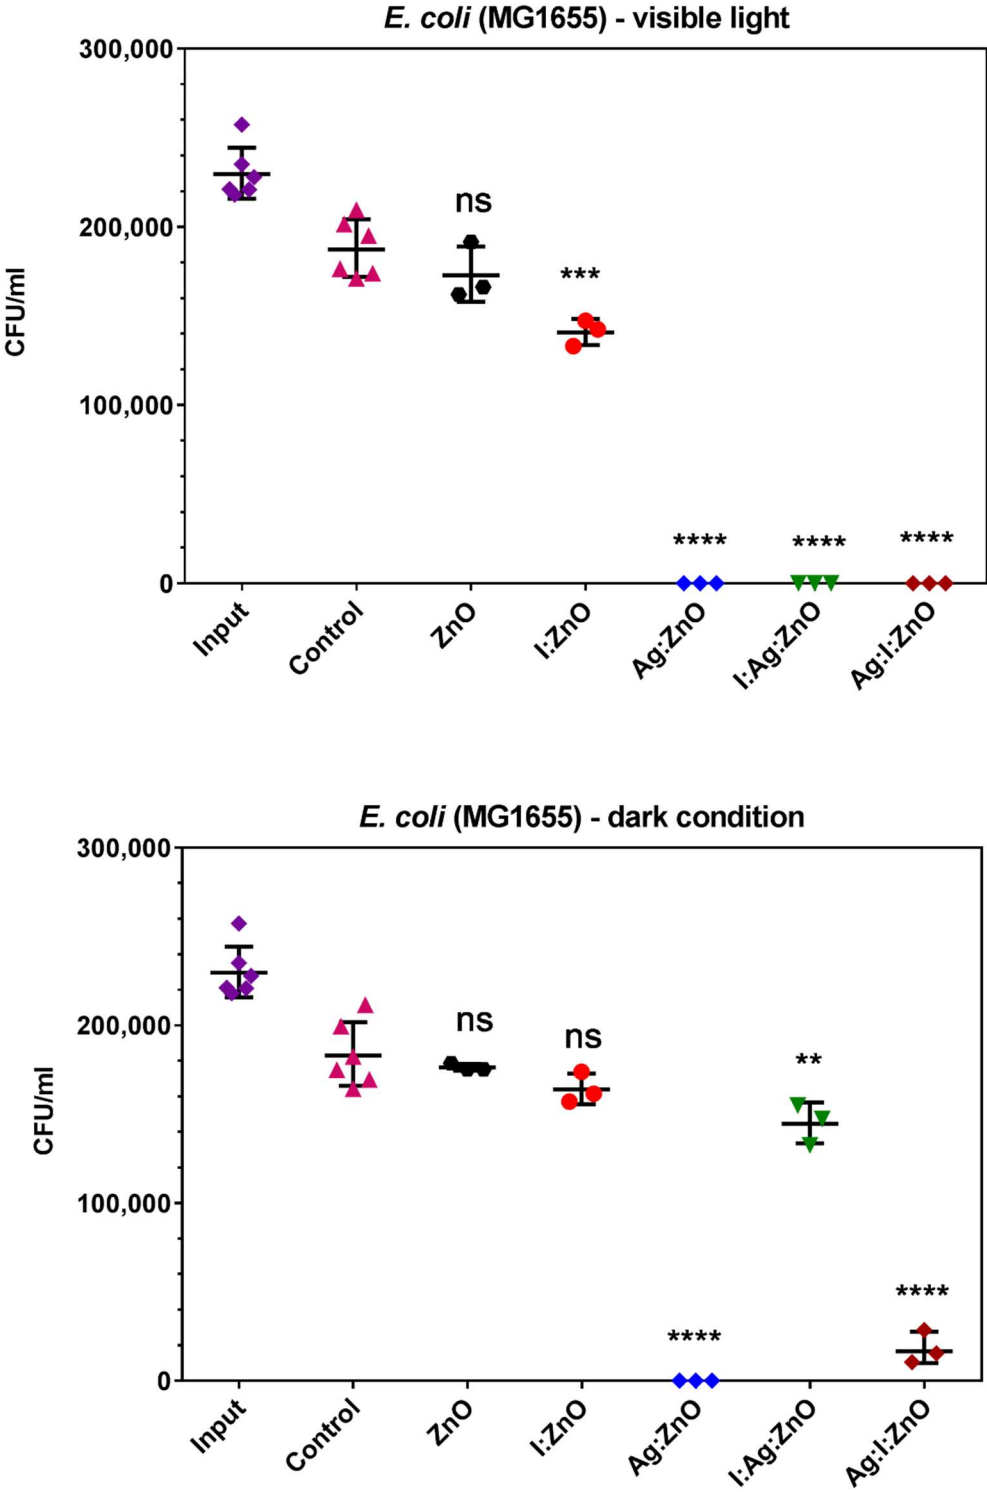 E. coli (MG1655) - visible light
300,000
200,000
100,000
0
CFU/ml
ns
***
****
****
****
Input
Control
ZnO
I:ZnO
Ag:ZnO
I:Ag:ZnO
Ag:I:ZnO
E. coli (MG1655) - dark condition
300,000
200,000
100,000
0
CFU/ml
ns
ns
****
**
****
Input
Control
ZnO
I:ZnO
Ag:ZnO
I:Ag:ZnO
Ag:I:ZnO